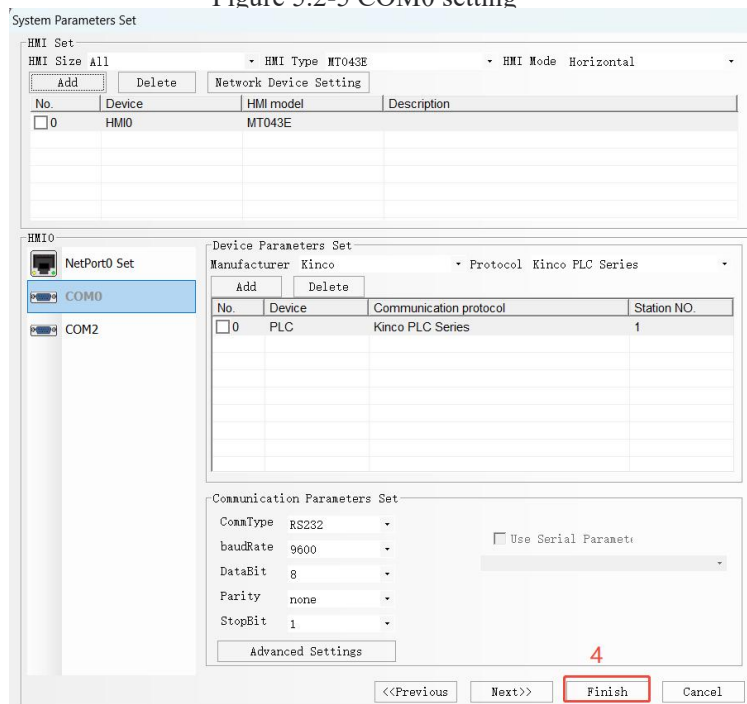 Figure 5.2-5 COM0 setting
System Parameters Set
HMI Set
HMI Size All HMI Type MT043E HMI Mode Horizontal
Add Delete Network Device Setting
No. Device HMI model Description
0 HMI0 MT043E
HMI0
NetPort0 Set
COM0
COM2
Device Parameters Set
Manufacturer Kinco Protocol Kinco PLC Series
Add Delete
No. Device Communication protocol Station NO.
0 PLC Kinco PLC Series 1
Communication Parameters Set
CommType RS232
baudRate 9600
DataBit 8
Parity none
StopBit 1
Use Serial Paramete
Advanced Settings
4
<<Previous Next>> Finish Cancel